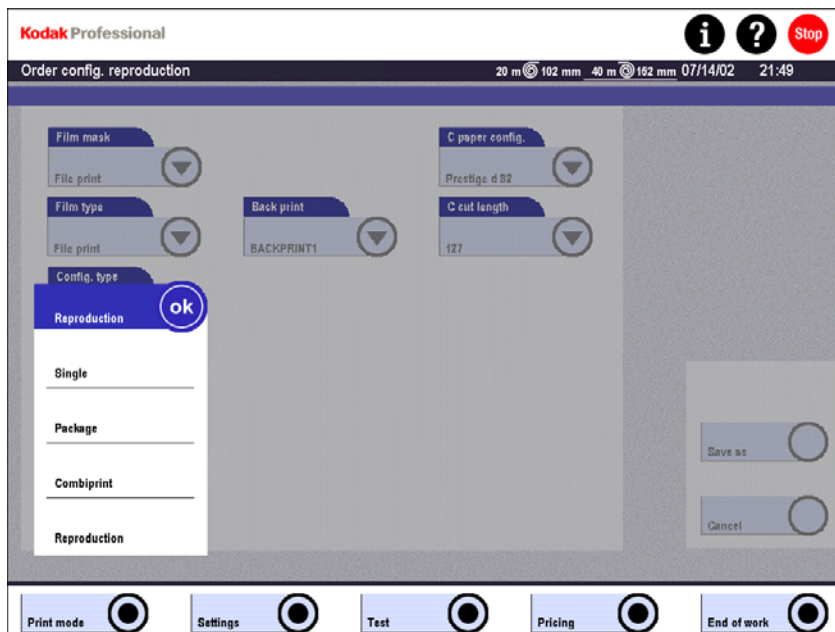 Kodak Professional
i ? Stop
Order config. reproduction 20 m 102 mm 40 m 152 mm 07/14/02 21:49
Film mask
File print
C paper config.
Prestige d 82
Film type
File print
Back print
BACKPRINT1
C cut length
127
Config. type
Reproduction
ok
Single
Package
Combiprint
Reproduction
Save as
Cancel
Print mode Settings Test Pricing End of work